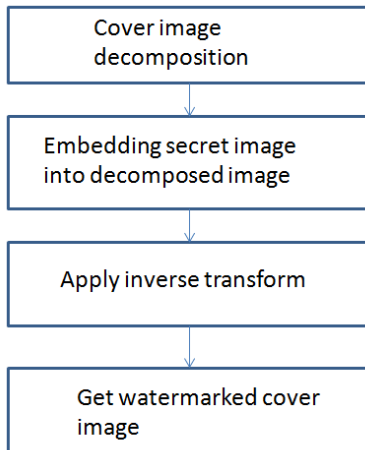 Cover image
decomposition
Embedding secret image
into decomposed image
Apply inverse transform
Get watermarked cover
image